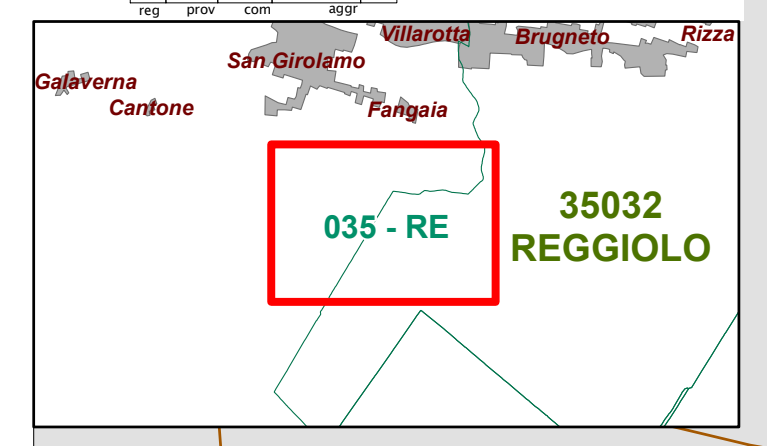 reg prov com aggr
Villarotta Brugneto Rizza
San Girolamo
Galaverna
Cantone Fangaia
35032
035 - RE
REGGIOLO